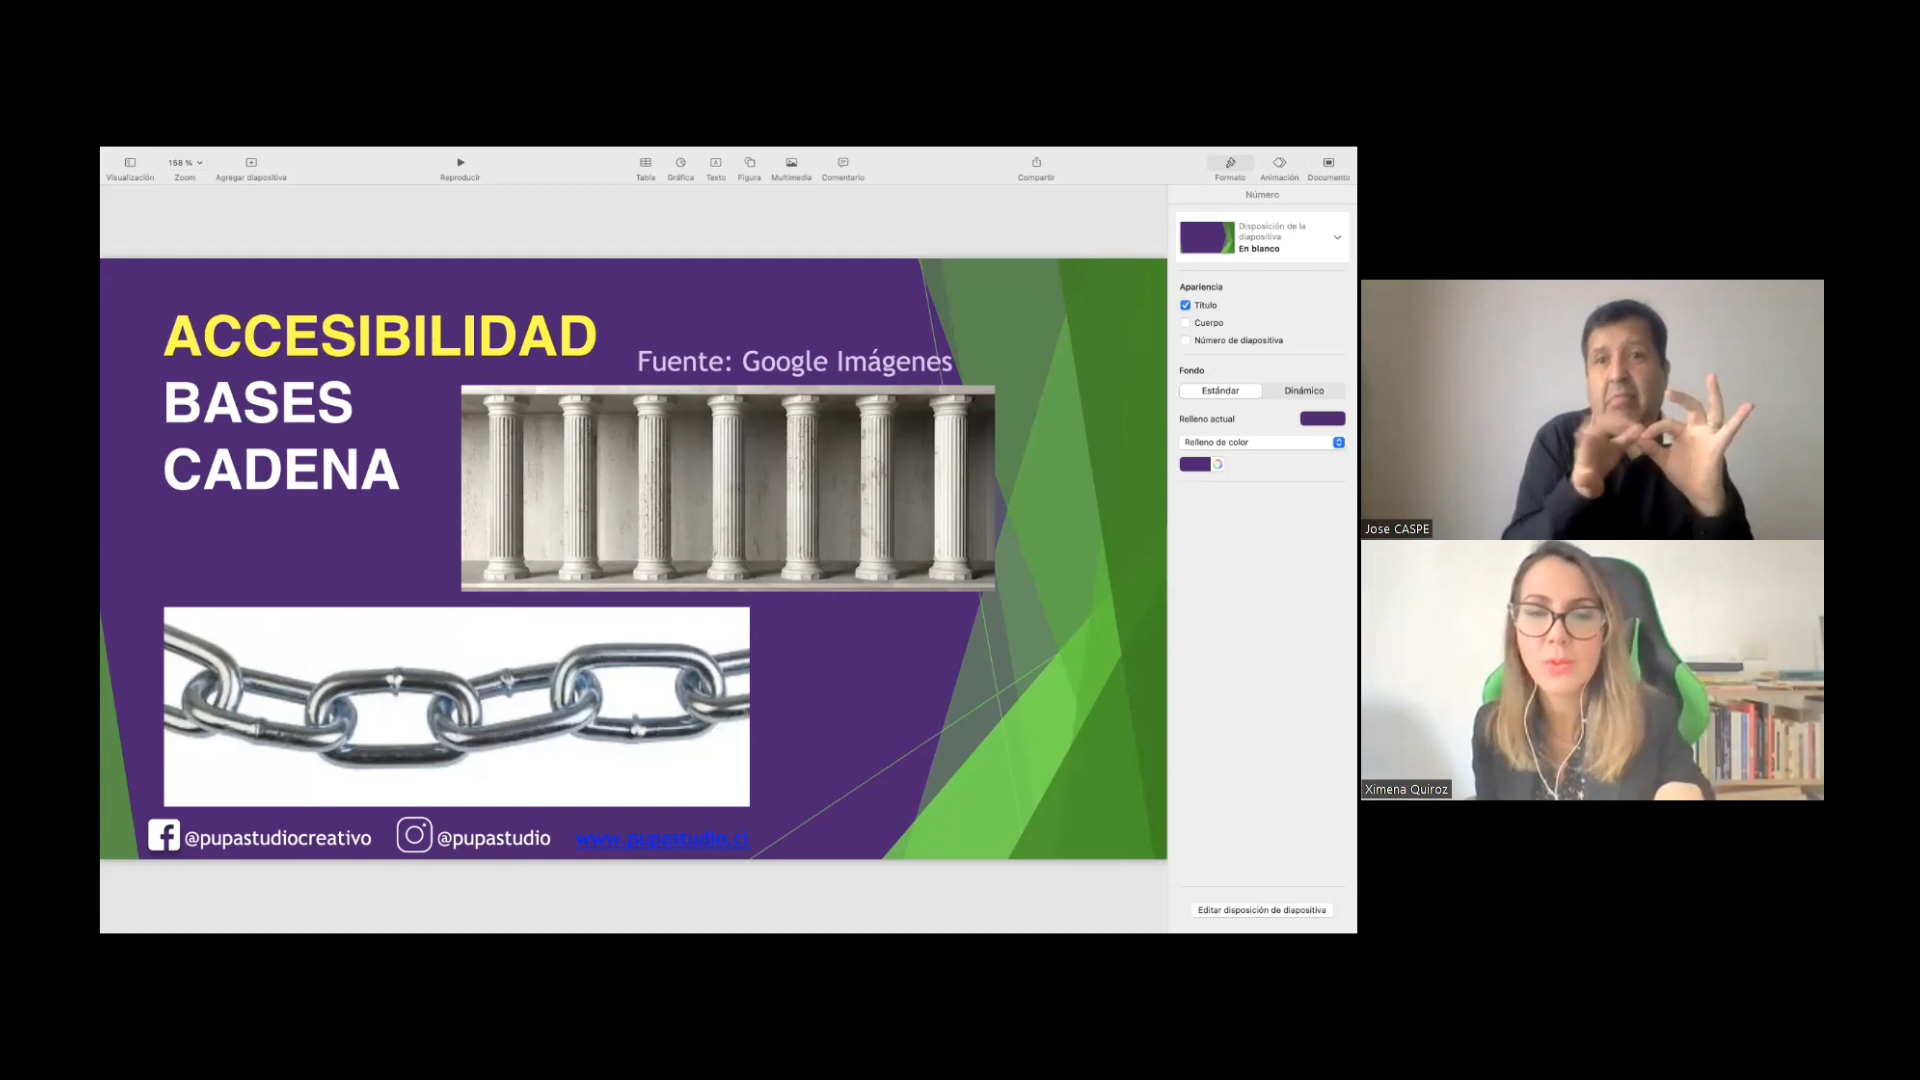 Visualización
158 %
Zoom
Agregar diapositiva
Reproducir
Tabla
Gráfica
Texto
Figura
Multimedia
Comentario
Compartir
Formato
Animación
Documento
Número
Disposición de la
diapositiva
En blanco
Apariencia
Título
Cuerpo
Número de diapositiva
Fondo
Estándar
Dinámico
Relleno actual
Relleno de color
Editar disposición de diapositiva
ACCESIBILIDAD
BASES
CADENA
Fuente: Google Imágenes
@pupastudiocreativo
@pupastudio
www.pupastudio.cl
Jose CASPE
Ximena Quiroz